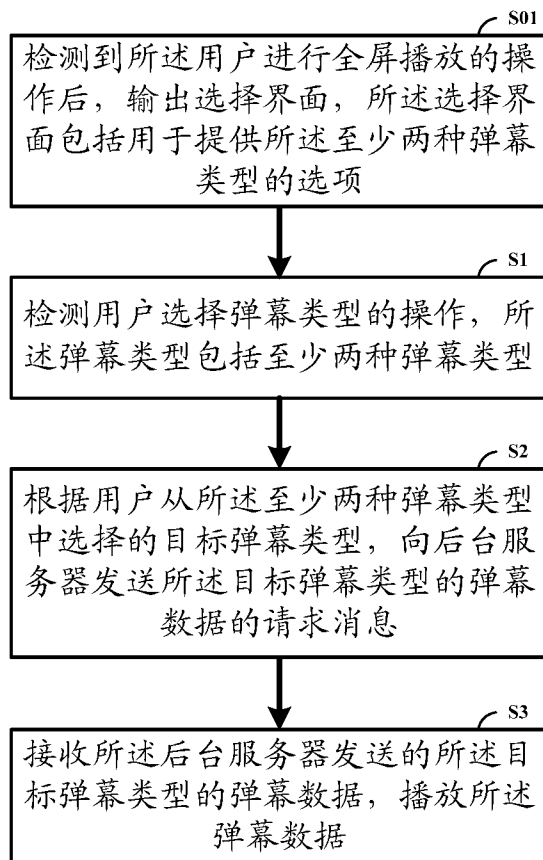 S01
检测到所述用户进行全屏播放的操
作后，输出选择界面，所述选择界
面包括用于提供所述至少两种弹幕
类型的选项
S1
检测用户选择弹幕类型的操作，所
述弹幕类型包括至少两种弹幕类型
S2
根据用户从所述至少两种弹幕类型
中选择的目标弹幕类型，向后台服
务器发送所述目标弹幕类型的弹幕
数据的请求消息
S3
接收所述后台服务器发送的所述目
标弹幕类型的弹幕数据，播放所述
弹幕数据